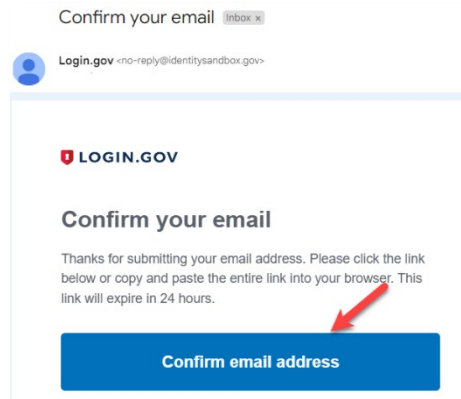 Confirm your email Inbox ×
Login.gov <no-reply@identitysandbox.gov>
LOGIN.GOV
Confirm your email
Thanks for submitting your email address. Please click the link
below or copy and paste the entire link into your browser. This
link will expire in 24 hours.
Confirm email address